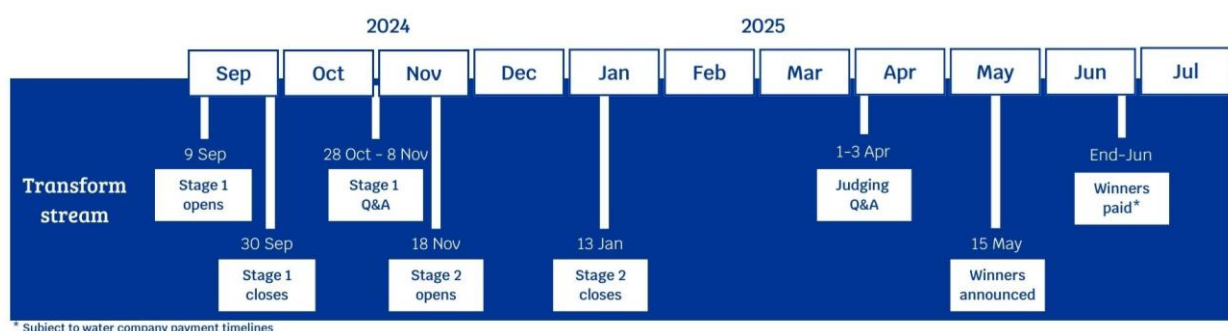 2024
2025
Sep
Oct
Nov
Dec
Jan
Feb
Mar
Apr
May
Jun
Jul
Transform
stream
9 Sep
Stage 1
opens
30 Sep
Stage 1
closes
28 Oct - 8 Nov
Stage 1
Q&A
18 Nov
Stage 2
opens
13 Jan
Stage 2
closes
1-3 Apr
Judging
Q&A
15 May
Winners
announced
End-Jun
Winners
paid*
* Subject to water company payment timelines